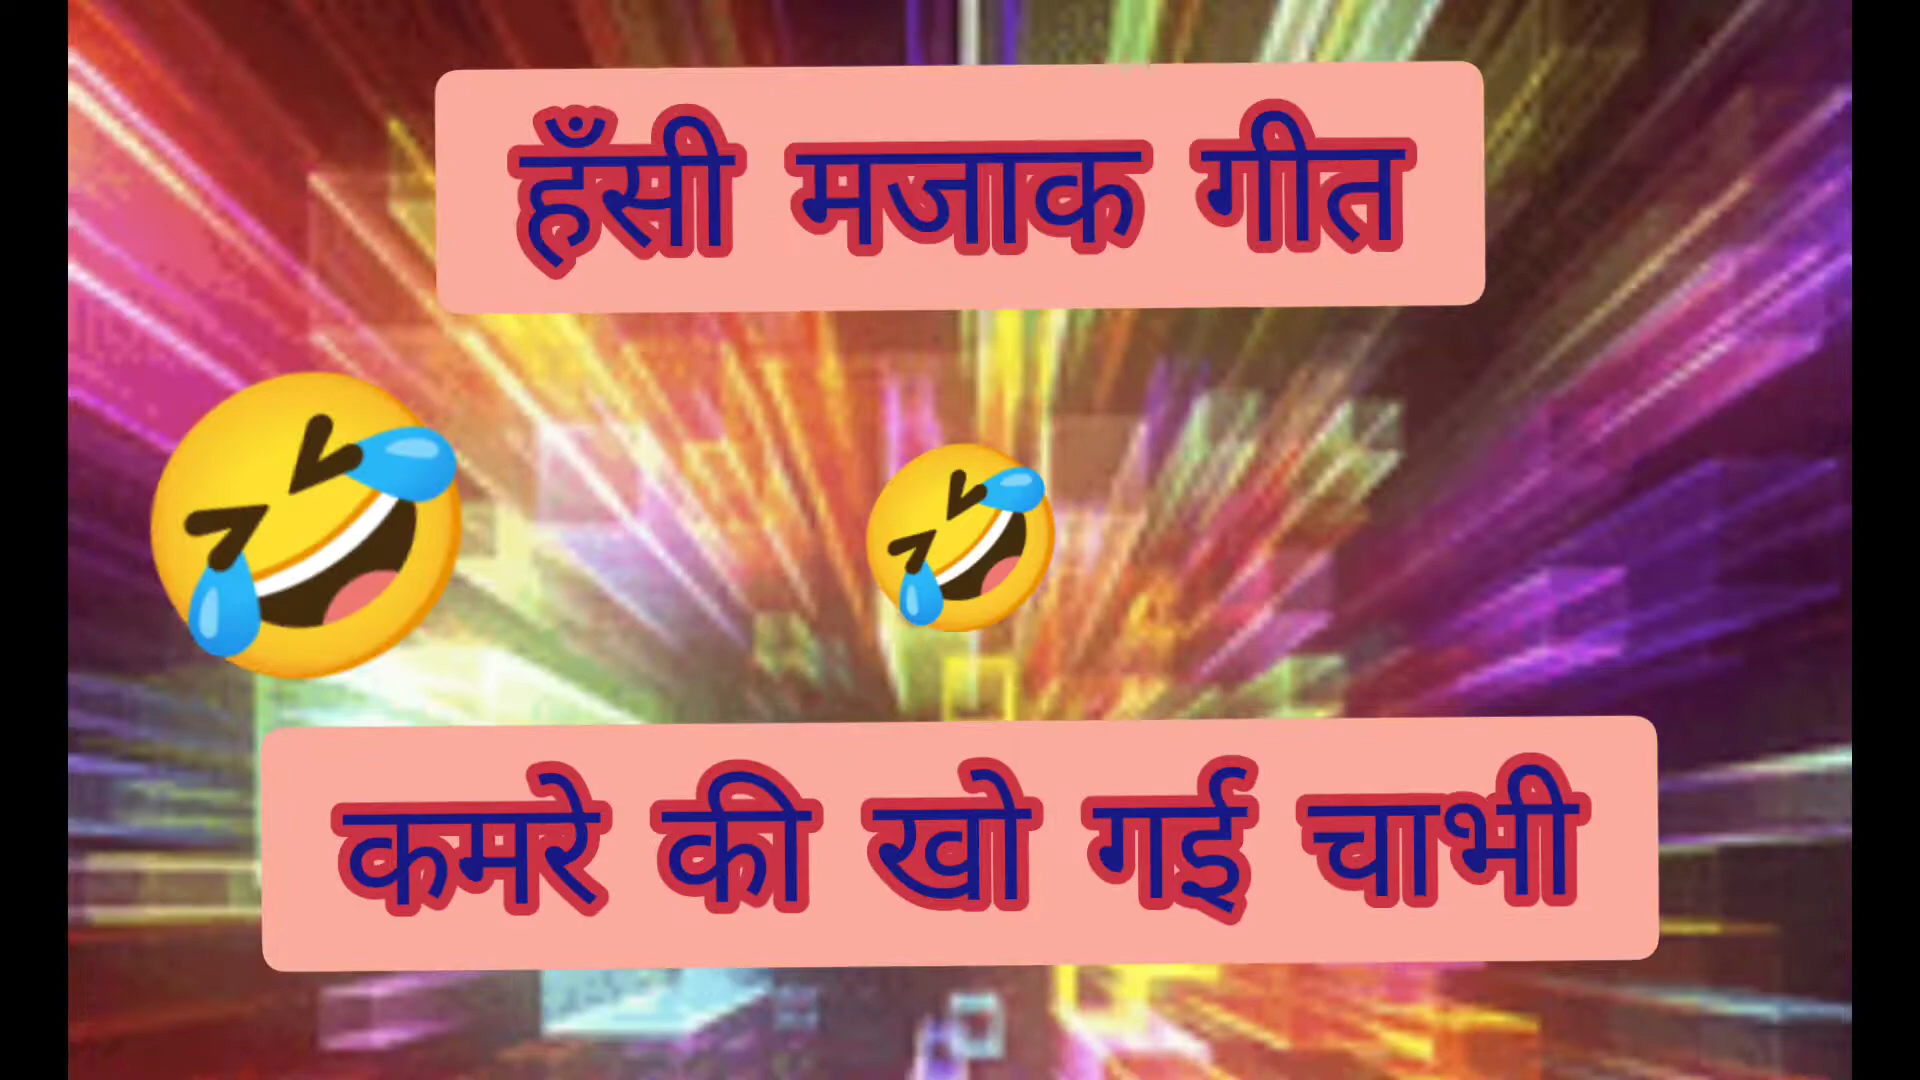 हँसी मजाक गीत
कमरे की खो गई चाभी